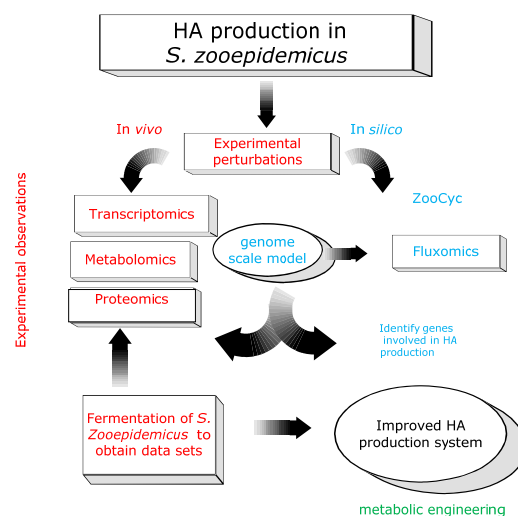 HA production in
S. zooepidemicus
In vivo
In silico
Experimental
perturbations
Experimental observations
ZooCyc
Transcriptomics
genome
scale model
Fluxomics
Metabolomics
Proteomics
Identify genes
involved in HA
production
Fermentation of S.
Zooepidemicus to
obtain data sets
Improved HA
production system
metabolic engineering